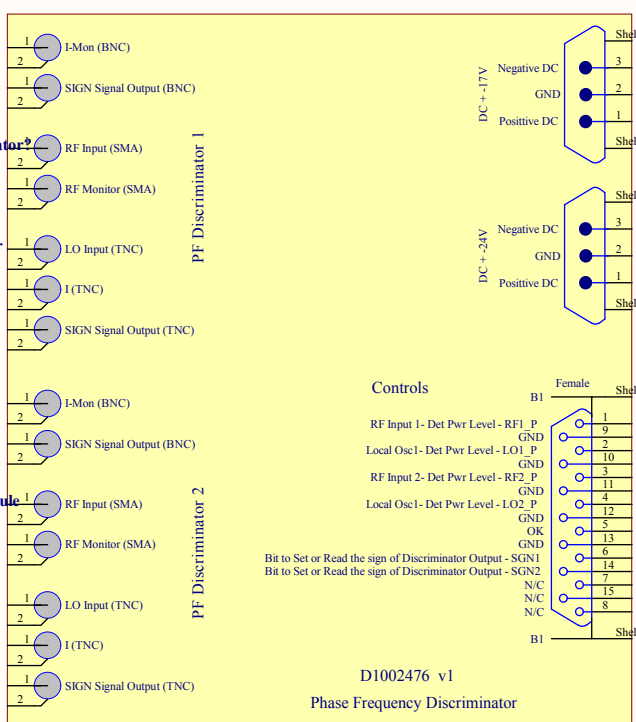 1
I-Mon (BNC)
2
1
SIGN Signal Output (BNC)
2
ator?
1
RF Input (SMA)
2
1
RF Monitor (SMA)
2
1
LO Input (TNC)
2
1
I (TNC)
2
1
SIGN Signal Output (TNC)
2
PF Discriminator 1
1
I-Mon (BNC)
2
1
SIGN Signal Output (BNC)
2
ule
1
RF Input (SMA)
2
1
RF Monitor (SMA)
2
1
LO Input (TNC)
2
1
I (TNC)
2
1
SIGN Signal Output (TNC)
2
PF Discriminator 2
DC + -17V
Shel
Negative DC 3
GND 2
Posittive DC 1
Shel
DC + -24V
Shel
Negative DC 3
GND 2
Posittive DC 1
Shel
Controls
Female
B1 Shel
RF Input 1- Det Pwr Level - RF1_P 1
GND 9
Local Osc1- Det Pwr Level - LO1_P 2
GND 10
RF Input 2- Det Pwr Level - RF2_P 3
GND 11
Local Osc1- Det Pwr Level - LO2_P 4
GND 12
OK 5
GND 13
Bit to Set or Read the sign of Discriminator Output - SGN1 6
Bit to Set or Read the sign of Discriminator Output - SGN2 14
N/C 7
N/C 15
N/C 8
B1 Shel
D1002476 v1
Phase Frequency Discriminator